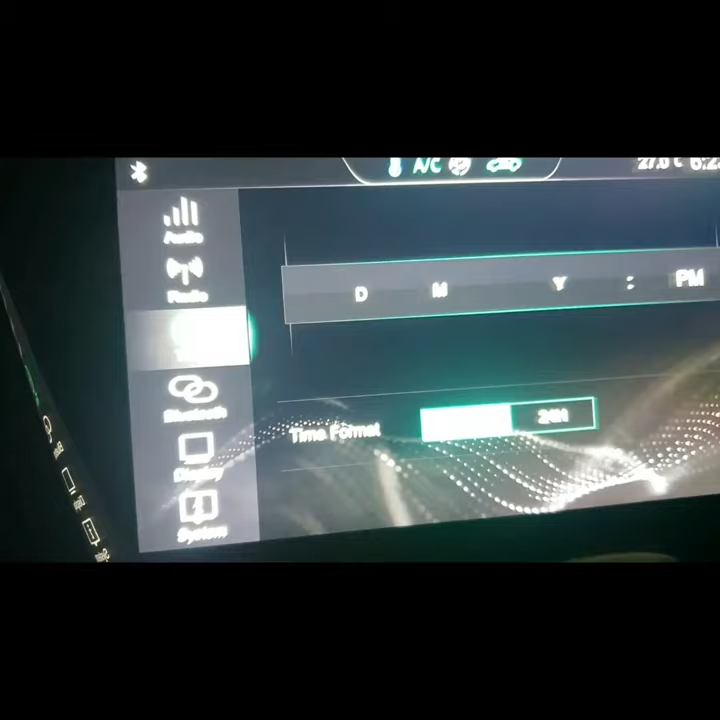 A/C 27.0°C
Audio
Radio
D M Y : PM
Bluetooth
Time Format 24H
Display
System